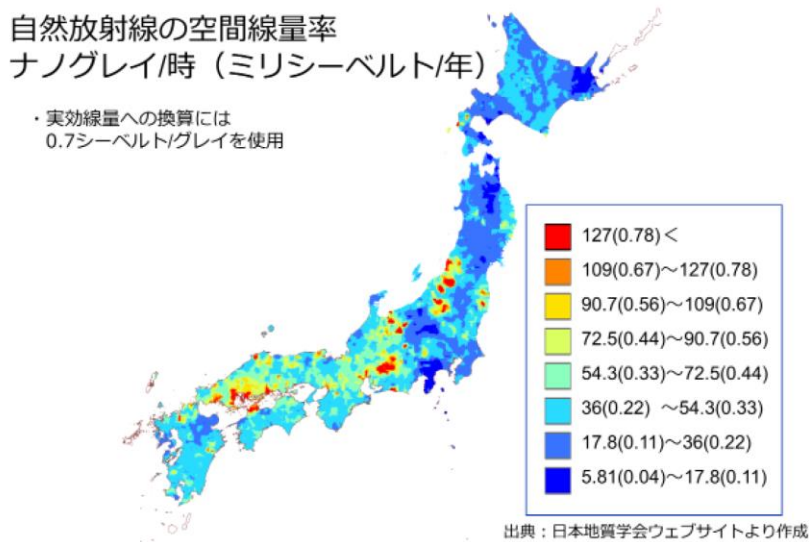 自然放射線の空間線量率
ナノグレイ/時（ミリシーベルト/年）
・実効線量への換算には
0.7シーベルト/グレイを使用
127(0.78)＜
109(0.67)～127(0.78)
90.7(0.56)～109(0.67)
72.5(0.44)～90.7(0.56)
54.3(0.33)～72.5(0.44)
36(0.22) ～54.3(0.33)
17.8(0.11)～36(0.22)
5.81(0.04)～17.8(0.11)
出典：日本地質学会ウェブサイトより作成